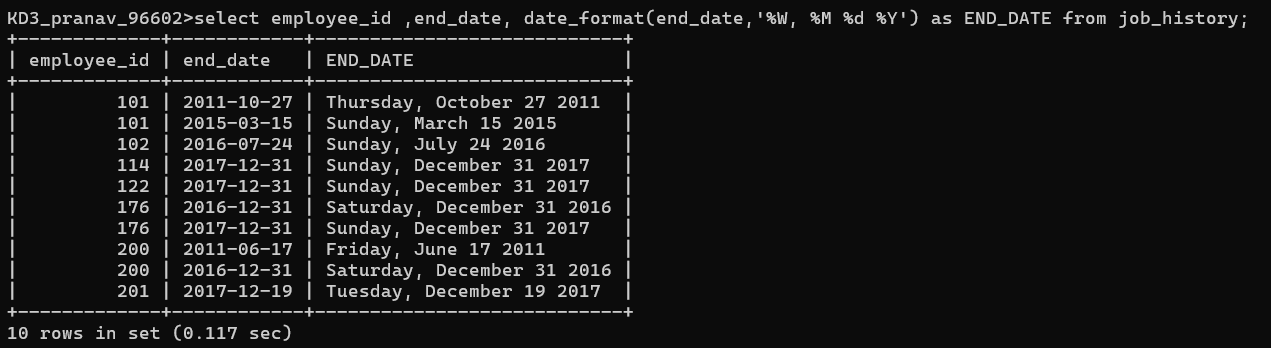 KD3_pranav_96602>select employee_id ,end_date, date_format(end_date,'%W, %M %d %Y') as END_DATE from job_history;
+-------------+------------+----------------------------+
| employee_id | end_date   | END_DATE                   |
+-------------+------------+----------------------------+
|         101 | 2011-10-27 | Thursday, October 27 2011  |
|         101 | 2015-03-15 | Sunday, March 15 2015      |
|         102 | 2016-07-24 | Sunday, July 24 2016       |
|         114 | 2017-12-31 | Sunday, December 31 2017   |
|         122 | 2017-12-31 | Sunday, December 31 2017   |
|         176 | 2016-12-31 | Saturday, December 31 2016 |
|         176 | 2017-12-31 | Sunday, December 31 2017   |
|         200 | 2011-06-17 | Friday, June 17 2011       |
|         200 | 2016-12-31 | Saturday, December 31 2016 |
|         201 | 2017-12-19 | Tuesday, December 19 2017  |
+-------------+------------+----------------------------+
10 rows in set (0.117 sec)